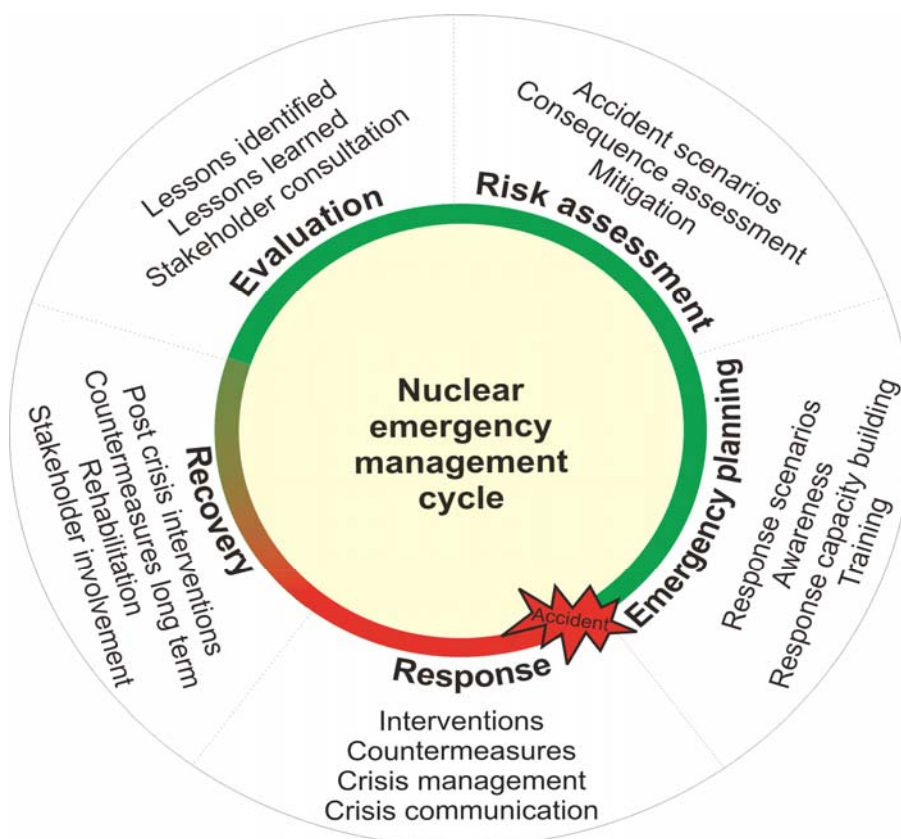 Nuclear
emergency
management
cycle
Risk assessment
Accident scenarios
Consequence assessment
Mitigation
Emergency planning
Response scenarios
Awareness
Response capacity building
Training
Accident
Response
Interventions
Countermeasures
Crisis management
Crisis communication
Recovery
Post crisis interventions
Countermeasures long term
Rehabilitation
Stakeholder involvement
Evaluation
Lessons identified
Lessons learned
Stakeholder consultation